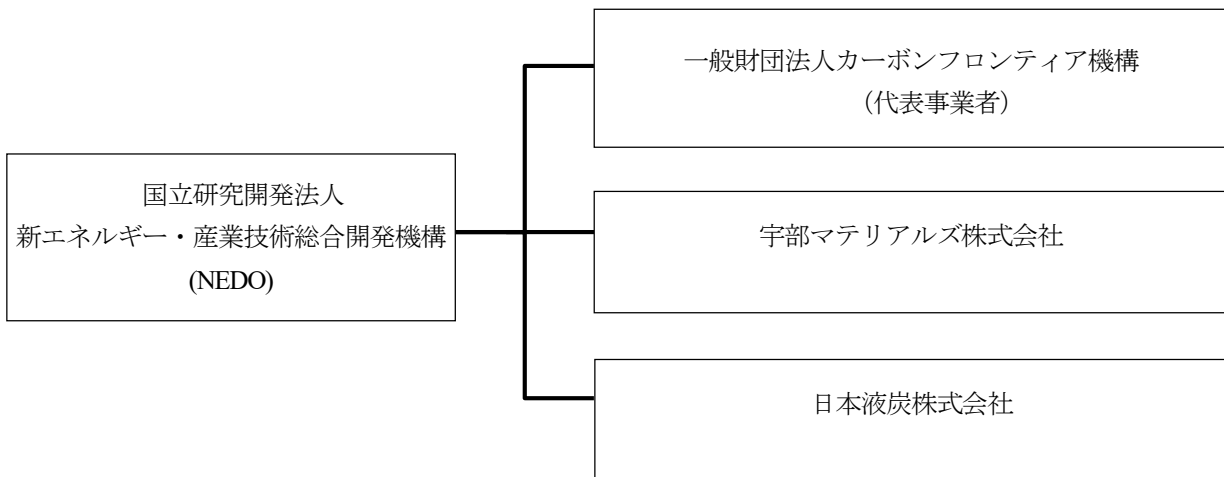 一般財団法人カーボンフロンティア機構
（代表事業者）
国立研究開発法人
新エネルギー・産業技術総合開発機構
(NEDO)
宇部マテリアルズ株式会社
日本液炭株式会社